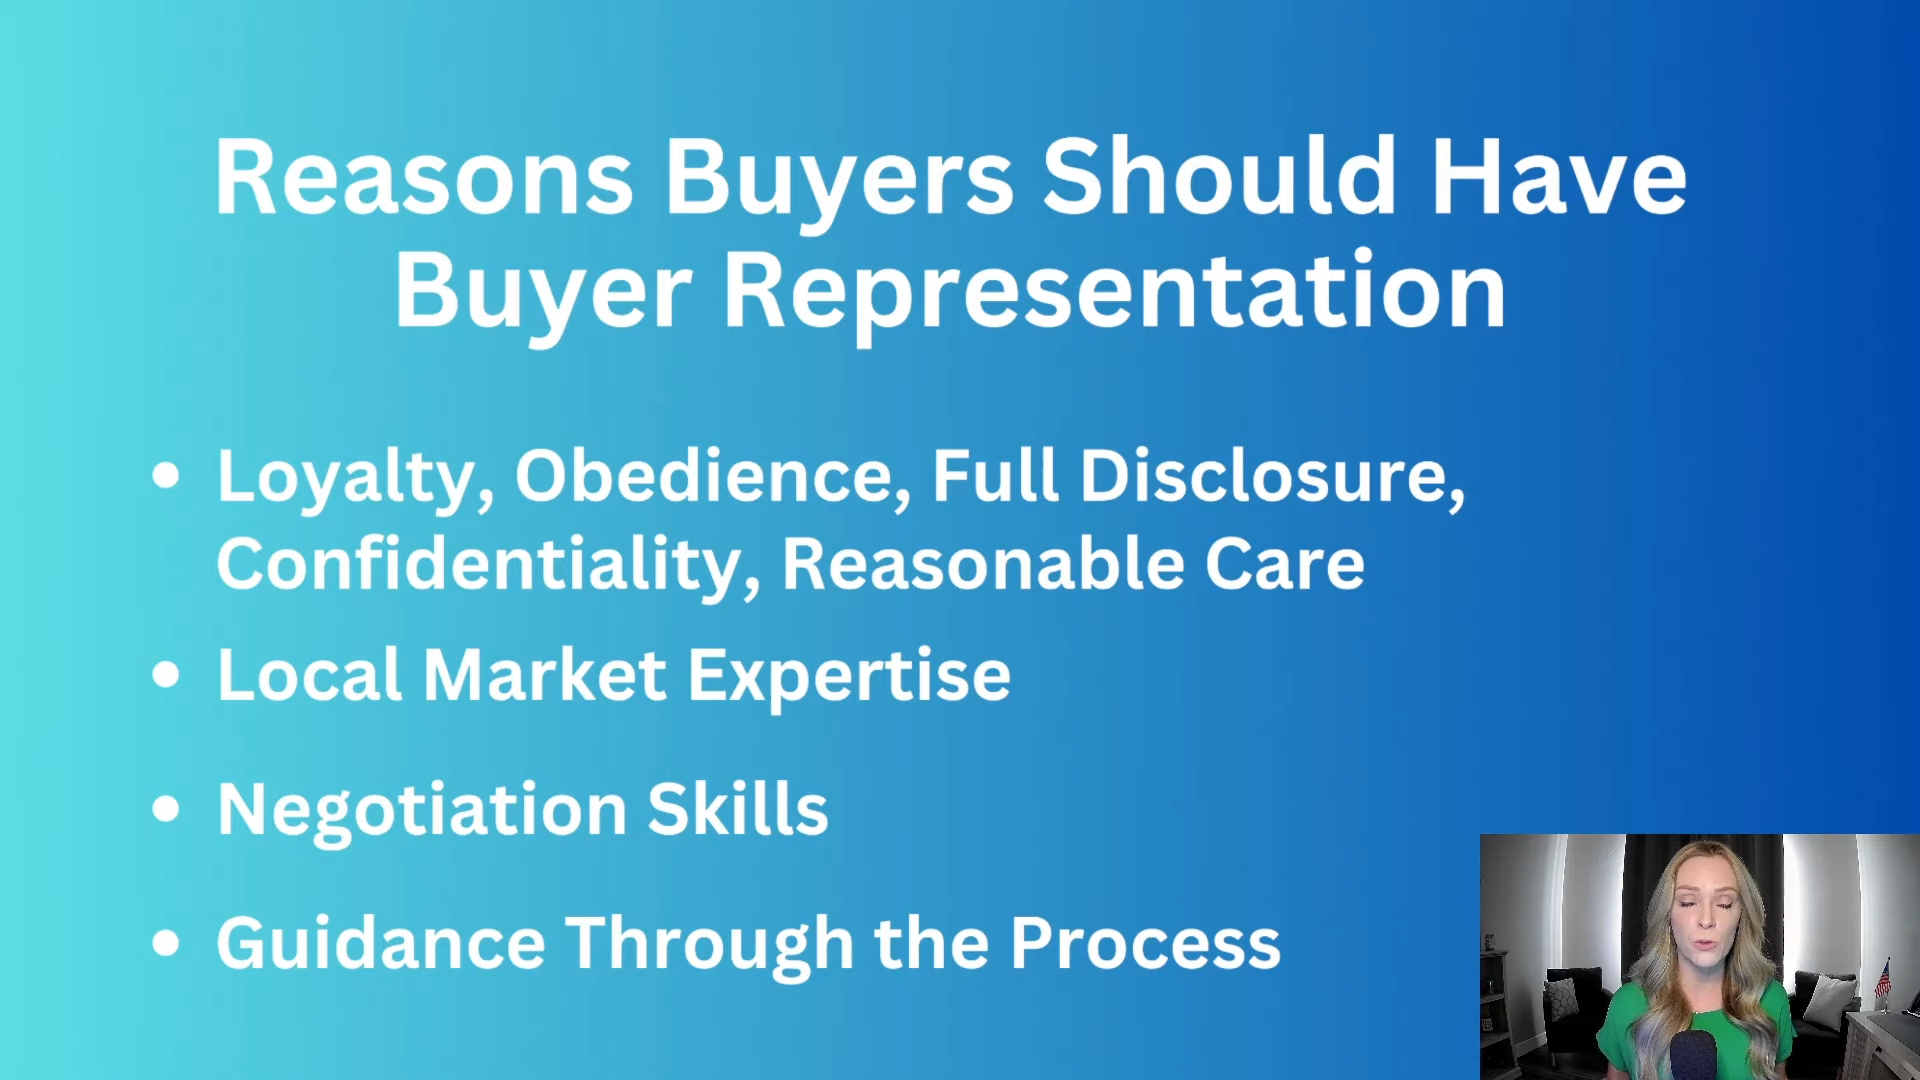 Reasons Buyers Should Have
Buyer Representation
• Loyalty, Obedience, Full Disclosure,
Confidentiality, Reasonable Care
• Local Market Expertise
• Negotiation Skills
• Guidance Through the Process